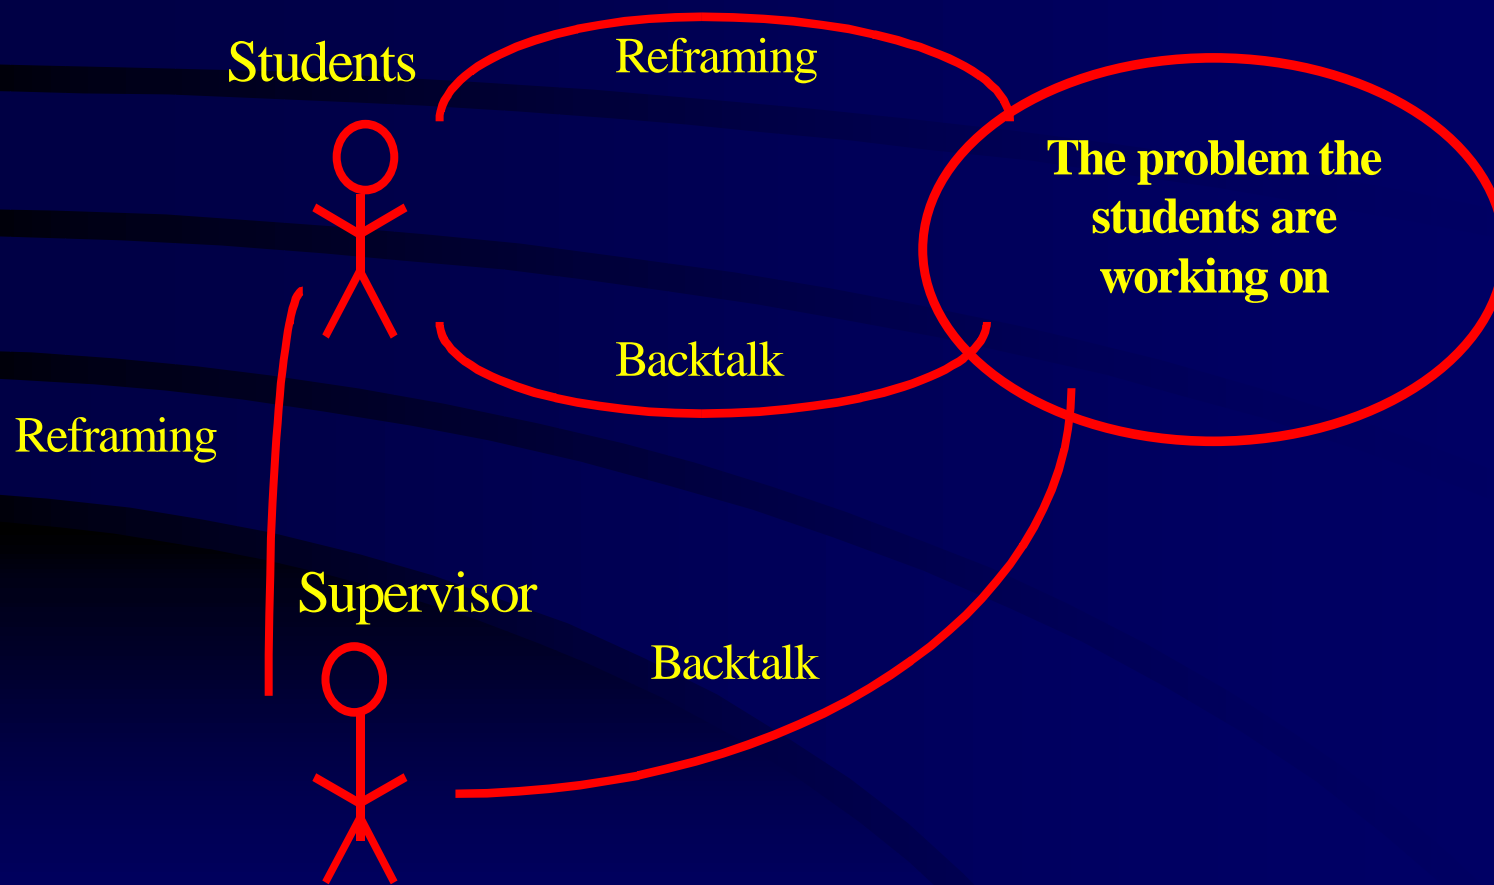 Students
Reframing
The problem the
students are
working on
Backtalk
Reframing
Supervisor
Backtalk